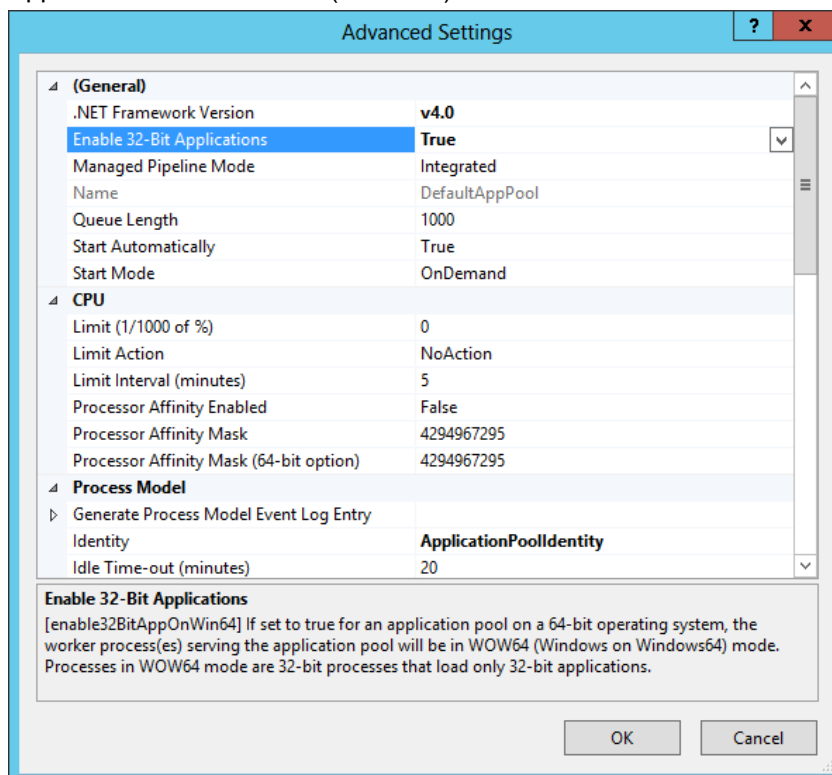 Advanced Settings
?
x
(General)
.NET Framework Version v4.0
Enable 32-Bit Applications True
Managed Pipeline Mode Integrated
Name DefaultAppPool
Queue Length 1000
Start Automatically True
Start Mode OnDemand
CPU
Limit (1/1000 of %) 0
Limit Action NoAction
Limit Interval (minutes) 5
Processor Affinity Enabled False
Processor Affinity Mask 4294967295
Processor Affinity Mask (64-bit option) 4294967295
Process Model
Generate Process Model Event Log Entry
Identity ApplicationPoolIdentity
Idle Time-out (minutes) 20
Enable 32-Bit Applications
[enable32BitAppOnWin64] If set to true for an application pool on a 64-bit operating system, the
worker process(es) serving the application pool will be in WOW64 (Windows on Windows64) mode.
Processes in WOW64 mode are 32-bit processes that load only 32-bit applications.
OK Cancel